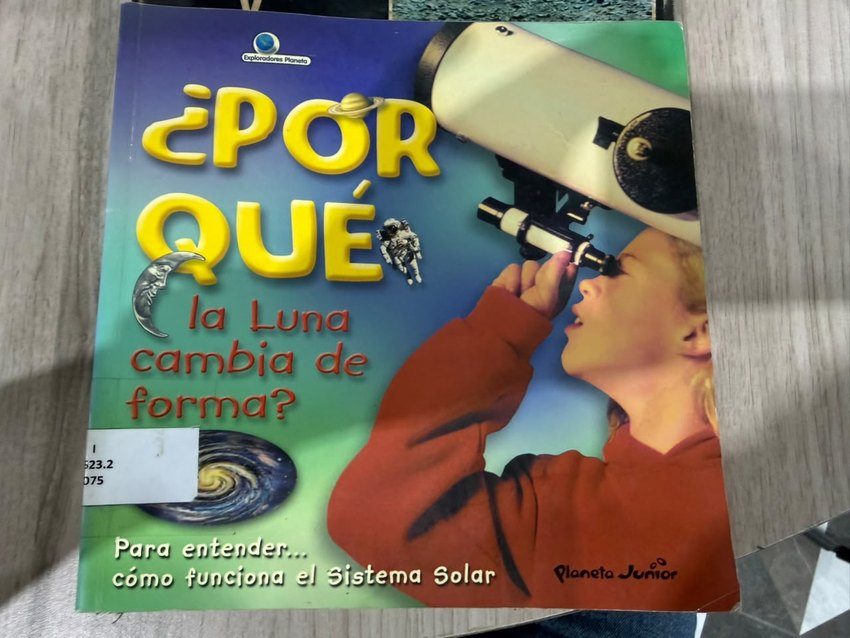 Exploradores Planeta
¿POR
QUÉ
la Luna
cambia de
forma?
I
523.2
D75
Para entender...
cómo funciona el Sistema Solar
Planeta Junior